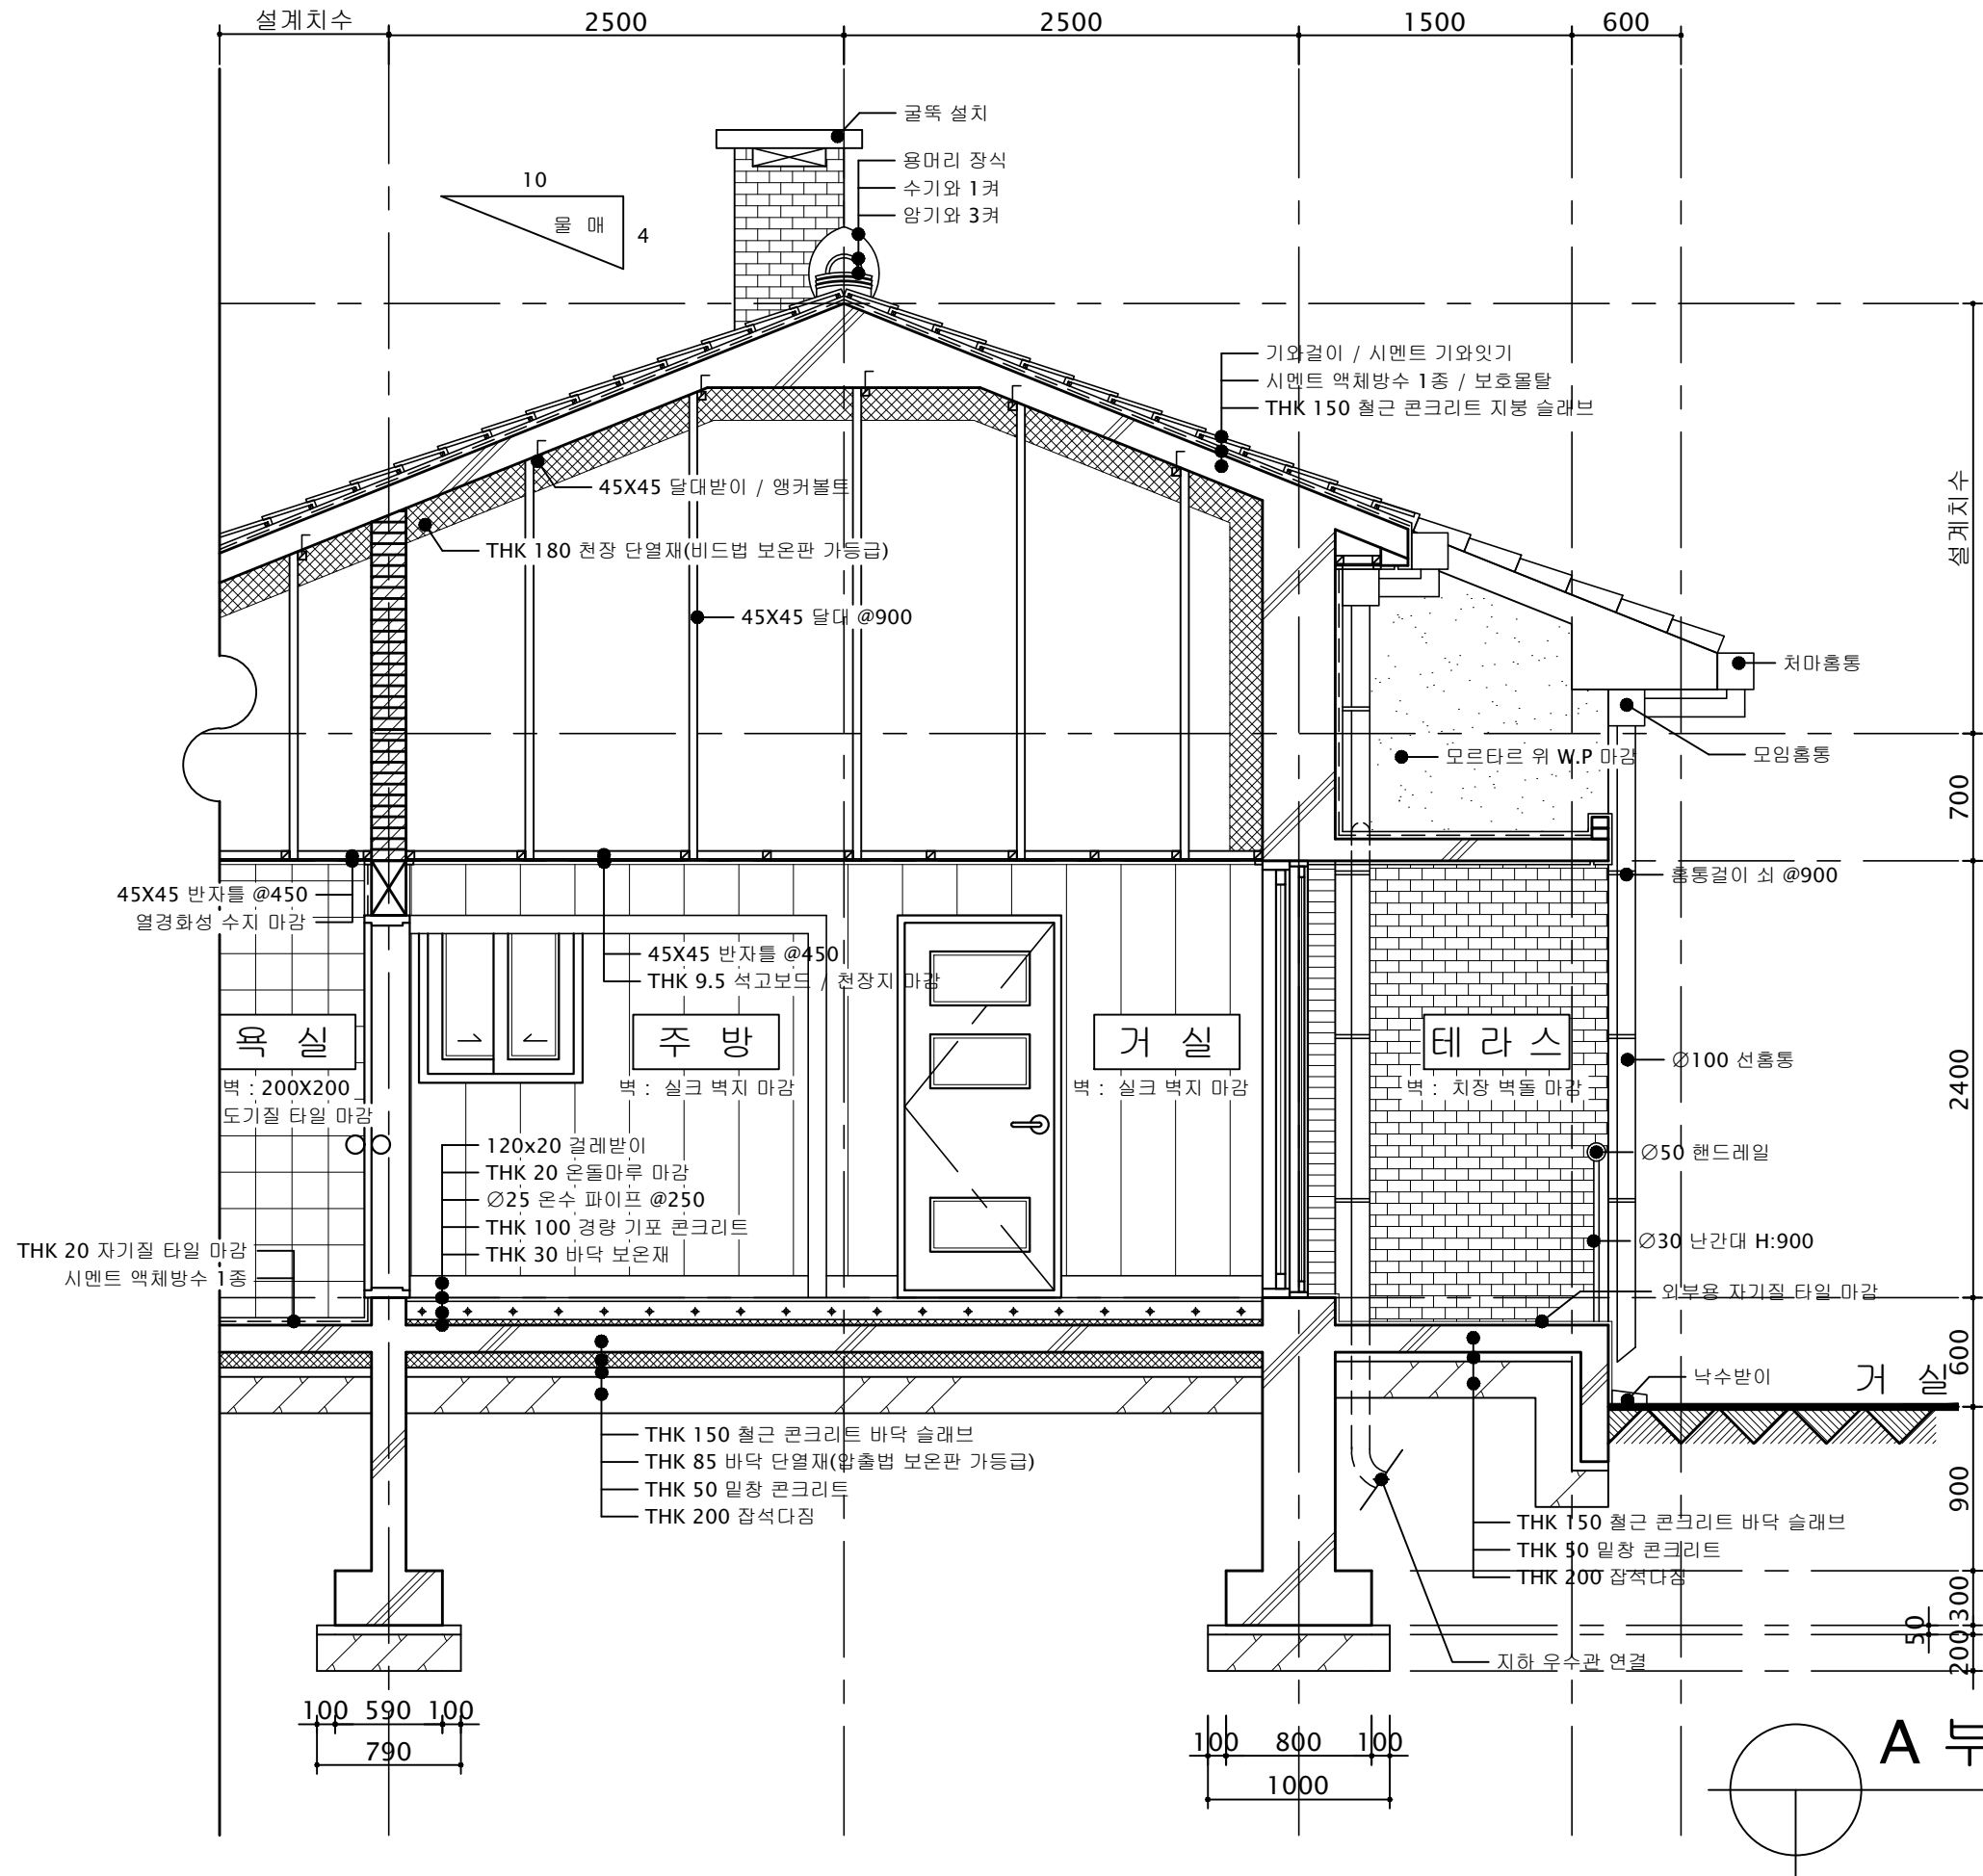 설계치수
2500
2500
1500
600
굴뚝 설치
용머리 장식
수기와 1켜
암기와 3켜
10
물 매
4
기와걸이 / 시멘트 기와잇기
시멘트 액체방수 1종 / 보호몰탈
THK 150 철근 콘크리트 지붕 슬래브
설계치수
45X45 달대받이 / 앵커볼트
THK 180 천장 단열재(비드법 보온판 가등급)
45X45 달대 @900
처마홈통
모르타르 위 W.P 마감
모임홈통
700
45X45 반자틀 @450
열경화성 수지 마감
홈통걸이 쇠 @900
45X45 반자틀 @450
THK 9.5 석고보드 / 천장지 마감
욕 실
벽 : 200X200
도기질 타일 마감
주 방
벽 : 실크 벽지 마감
거 실
벽 : 실크 벽지 마감
테 라 스
벽 : 치장 벽돌 마감
∅100 선홈통
2400
120x20 걸레받이
THK 20 온돌마루 마감
∅25 온수 파이프 @250
THK 100 경량 기포 콘크리트
THK 30 바닥 보온재
∅50 핸드레일
∅30 난간대 H:900
THK 20 자기질 타일 마감
시멘트 액체방수 1종
외부용 자기질 타일 마감
600
낙수받이
거 실
THK 150 철근 콘크리트 바닥 슬래브
THK 85 바닥 단열재(압출법 보온판 가등급)
THK 50 밑창 콘크리트
THK 200 잡석다짐
900
THK 150 철근 콘크리트 바닥 슬래브
THK 50 밑창 콘크리트
THK 200 잡석다짐
300
50
200
지하 우수관 연결
100 590 100
790
100 800 100
1000
A 부